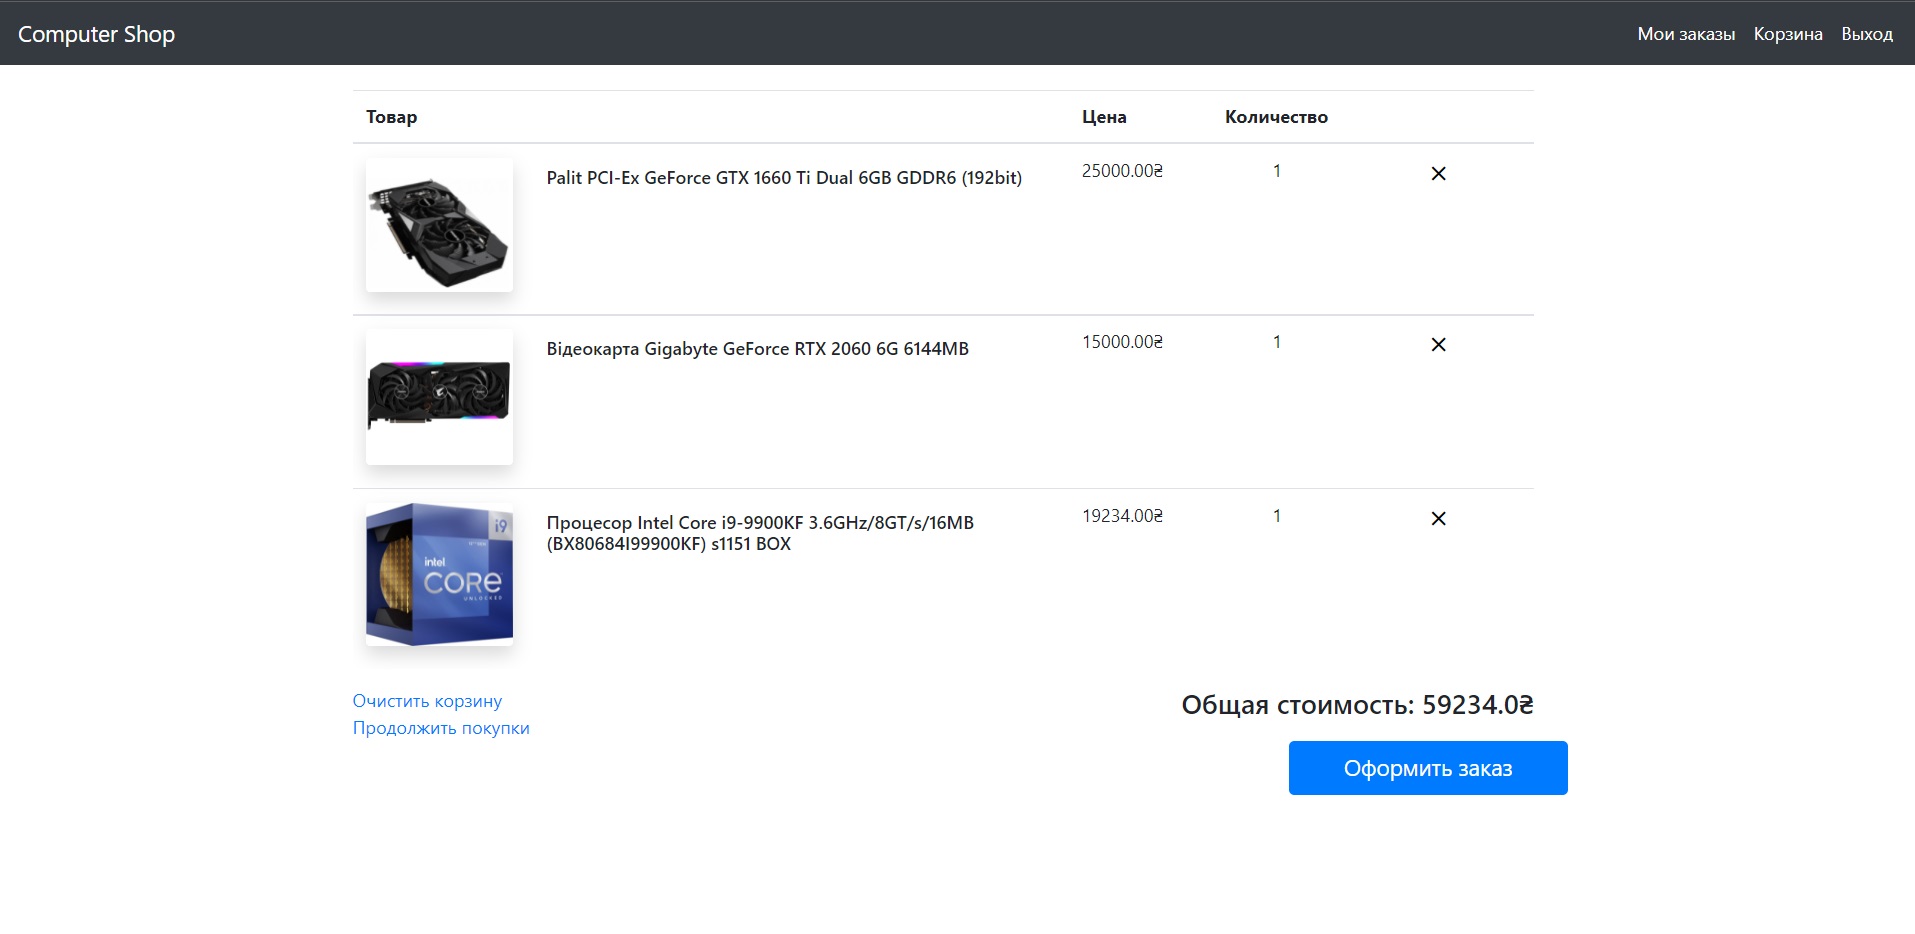 Computer Shop
Мои заказы Корзина Выход
Товар Цена Количество
Palit PCI-Ex GeForce GTX 1660 Ti Dual 6GB GDDR6 (192bit) 25000.00₴ 1
Відеокарта Gigabyte GeForce RTX 2060 6G 6144MB 15000.00₴ 1
i9
intel
CORE
UNLOCKED
Процесор Intel Core i9-9900KF 3.6GHz/8GT/s/16MB 19234.00₴ 1
(BX80684I99900KF) s1151 BOX
Очистить корзину
Продолжить покупки
Общая стоимость: 59234.0₴
Оформить заказ